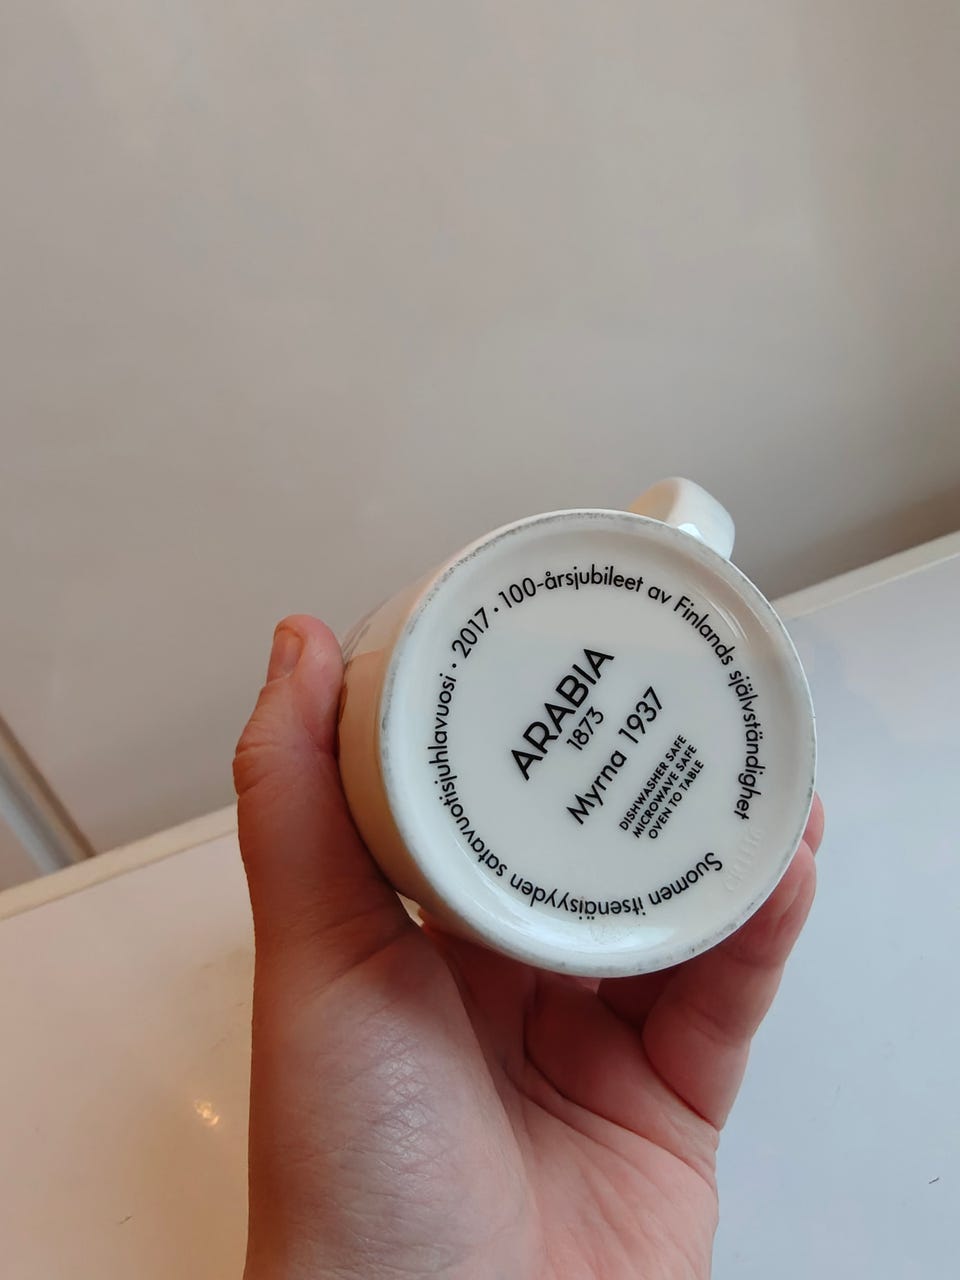 Suomen itsenäisyyden satavuotisjuhlavuosi · 2017 · 100-årsjubileet av Finlands självständighet
ARABIA
1873
Myrna 1937
DISHWASHER SAFE
MICROWAVE SAFE
OVEN TO TABLE